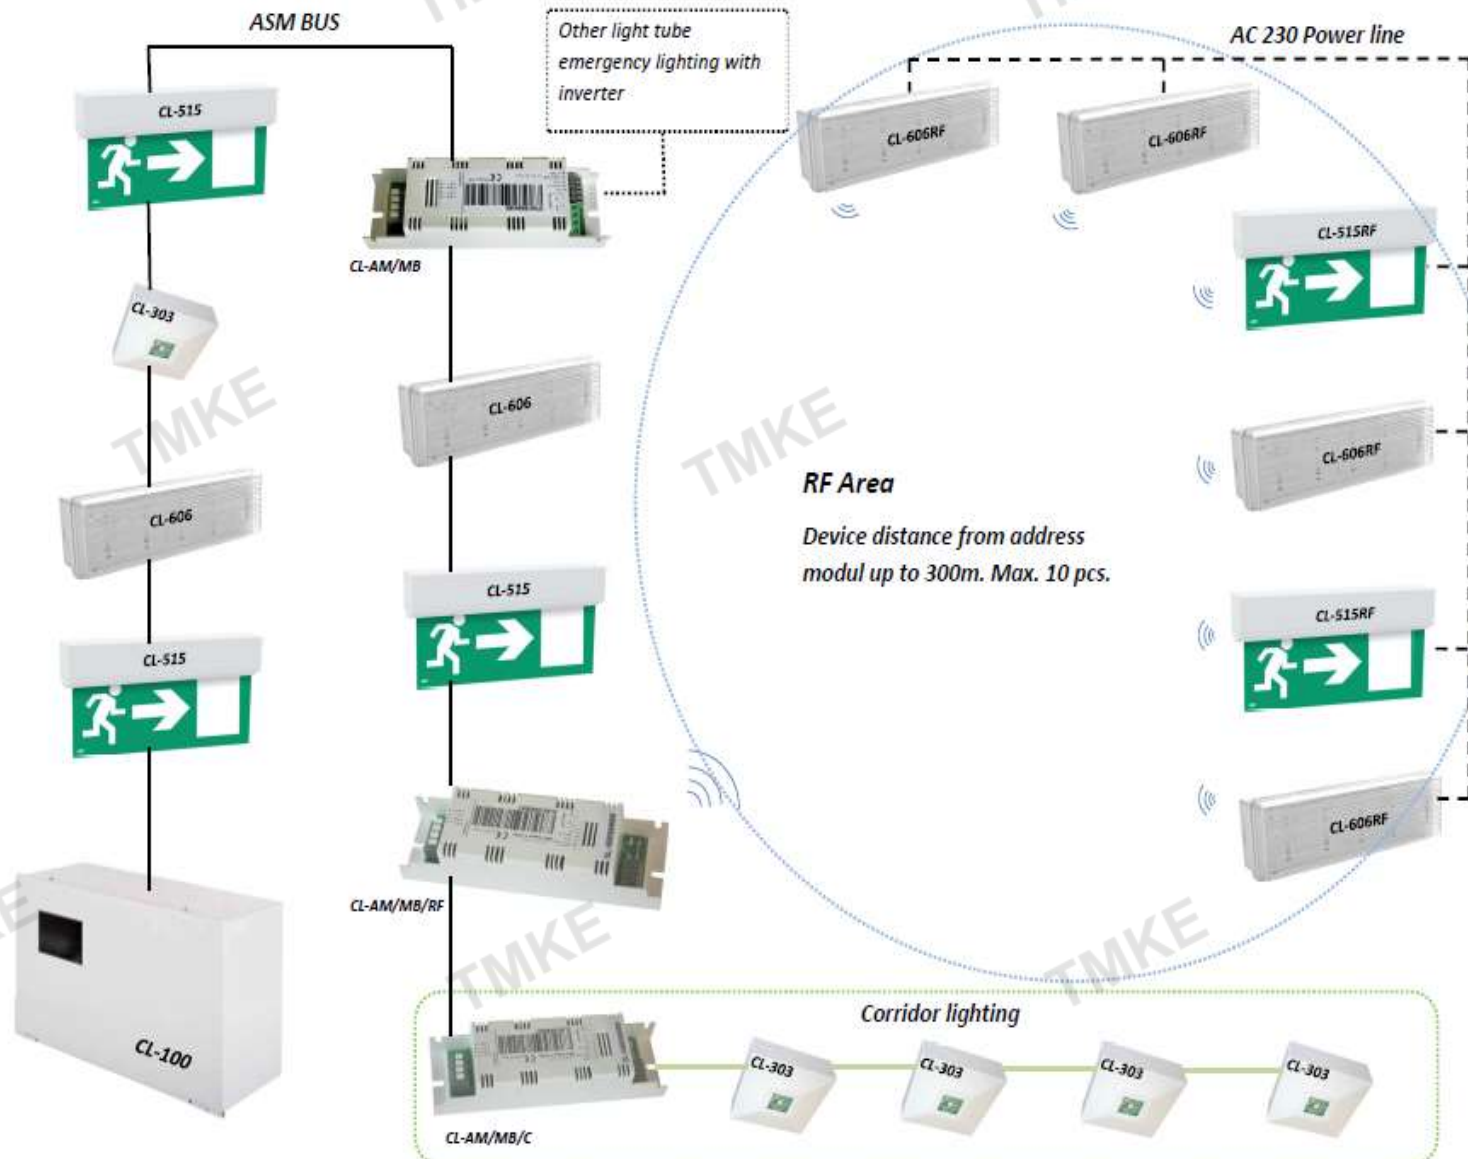 ASM BUS
Other light tube
emergency lighting with
inverter
AC 230 Power line
CL-515
CL-606RF
CL-606RF
CL-AM/MB
CL-515RF
CL-303
CL-606
CL-606RF
CL-606
RF Area
Device distance from address
modul up to 300m. Max. 10 pcs.
CL-515
CL-515RF
CL-515
CL-606RF
CL-AM/MB/RF
CL-100
Corridor lighting
CL-303
CL-303
CL-303
CL-303
CL-AM/MB/C
TMKE
TMKE
TMKE
TMKE